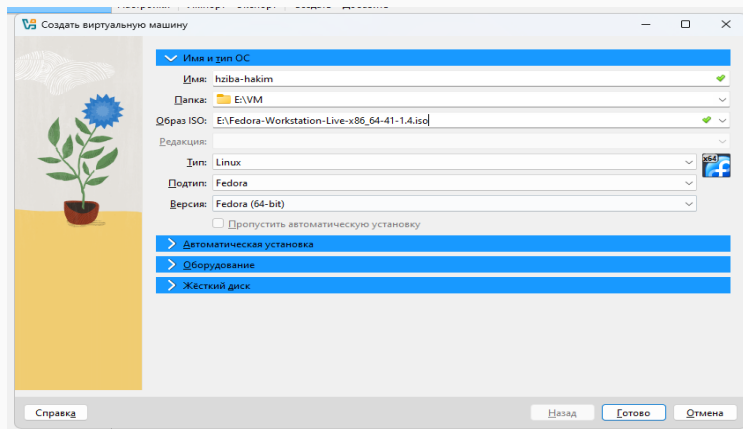 Создать виртуальную машину
Имя и тип ОС
Имя: hziba-hakim
Папка: E:\VM
Образ ISO: E:\Fedora-Workstation-Live-x86_64-41-1.4.iso
Редакция:
Тип: Linux
x64
Подтип: Fedora
Версия: Fedora (64-bit)
Пропустить автоматическую установку
Автоматическая установка
Оборудование
Жёсткий диск
Справка Назад Готово Отмена